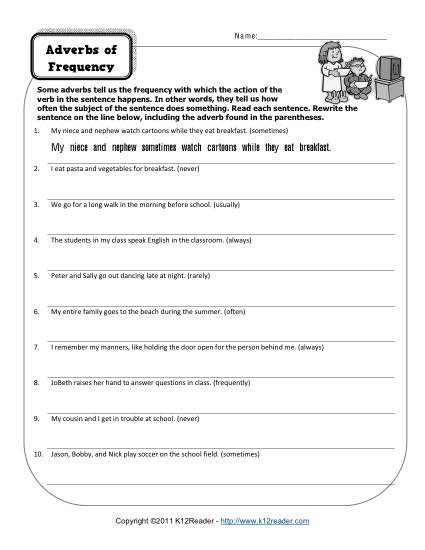 Name:
Adverbs of
Frequency
Some adverbs tell us the frequency with which the action of the
verb in the sentence happens. In other words, they tell us how
often the subject of the sentence does something. Read each sentence. Rewrite the
sentence on the line below, including the adverb found in the parentheses.
1. My niece and nephew watch cartoons while they eat breakfast. (sometimes)
My niece and nephew sometimes watch cartoons while they eat breakfast.
2. I eat pasta and vegetables for breakfast. (never)
3. We go for a long walk in the morning before school. (usually)
4. The students in my class speak English in the classroom. (always)
5. Peter and Sally go out dancing late at night. (rarely)
6. My entire family goes to the beach during the summer. (often)
7. I remember my manners, like holding the door open for the person behind me. (always)
8. JoBeth raises her hand to answer questions in class. (frequently)
9. My cousin and I get in trouble at school. (never)
10. Jason, Bobby, and Nick play soccer on the school field. (sometimes)
Copyright ©2011 K12Reader - http://www.k12reader.com